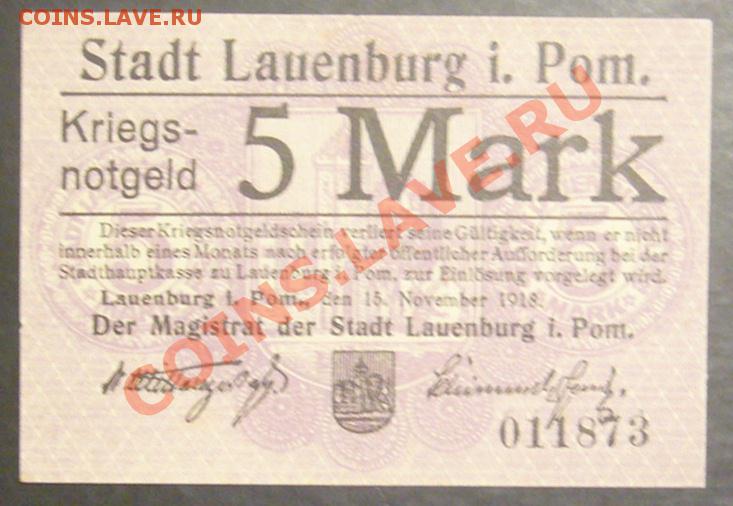 COINS.LAVE.RU
Stadt Lauenburg i. Pom.
Kriegs-
notgeld
5 Mark
Dieser Kriegsnotgeldschein verliert seine Gültigkeit, wenn er nicht
innerhalb eines Monats nach erfolgter öffentlicher Aufforderung bei der
Stadthauptkasse zu Lauenburg i. Pom. zur Einlösung vorgelegt wird.
Lauenburg i. Pom., den 15. November 1918.
Der Magistrat der Stadt Lauenburg i. Pom.
011873
COINS.LAVE.RU